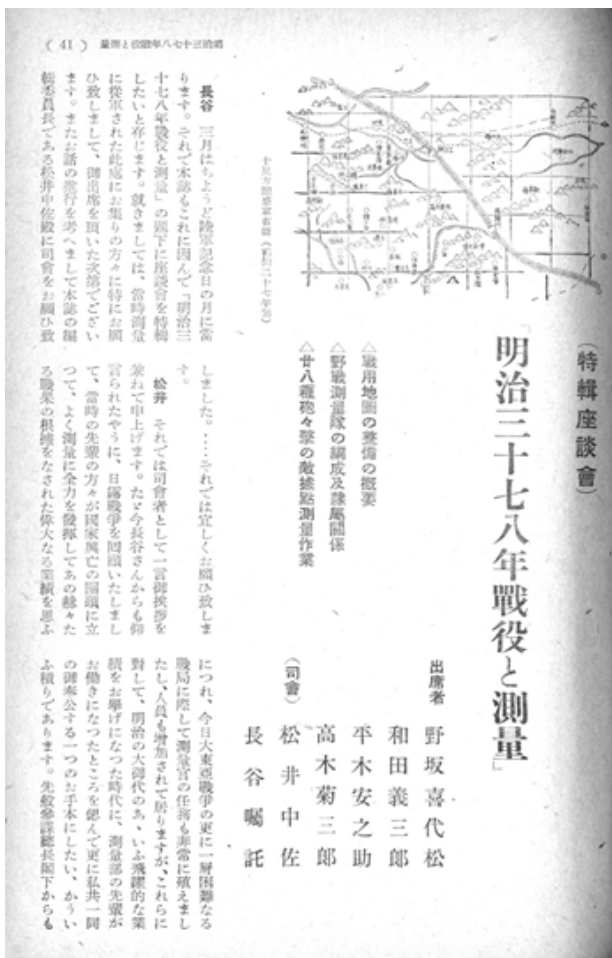 ( 41 ) 明治三十七八年戰役と測量
(特輯座談會)
「明治三十七八年戰役と測量」
出席者 野坂喜代松
和田義三郎
平木安之助
高木菊三郎
(司會) 松井中佐
長谷囑託
△戰用地圖の整備の概要
△野戰測量隊の編成及隷屬關係
△廿八糎砲々擊の敵據點測量作業
長谷 三月はちようど陸軍記念日の月に當
ります。それで本誌もこれに因んで「明治三
十七八年戰役と測量」の題下に座談會を特輯
したいと存じます。就きましては、當時測量
に從軍された此處にお集りの方々に特にお願
ひ致しまして、御出席を頂いた次第でござい
ます。またお話の進行を考へまして本誌の編
輯委員長である松井中佐殿に司會をお願ひ致
しました。‥‥それでは宜しくお願ひ致しま
す。
松井 それでは司會者として一言御挨拶を
兼ねて申上げます。たゞ今長谷さんからも仰
言られたやうに、日露戰爭を回顧いたしまし
て、當時の先輩の方々が國家興亡の關頭に立
つて、よく測量に全力を發揮してあの赫々た
る戰果の根據をなされた偉大なる業績を思ふ
につれ、今日大東亞戰爭の更に一層困難なる
戰局に際して測量官の任務も非常に殖えまし
たし、人員も增加されて居りますが、これらに
對して、明治の大御代のあゝいふ飛躍的な業
績をお擧げになつた時代に、測量部の先輩が
お働きになつたところを偲んで更に私共一同
の御奉公する一つのお手本にしたい、かうい
ふ積りであります。先般參謀總長閣下からも